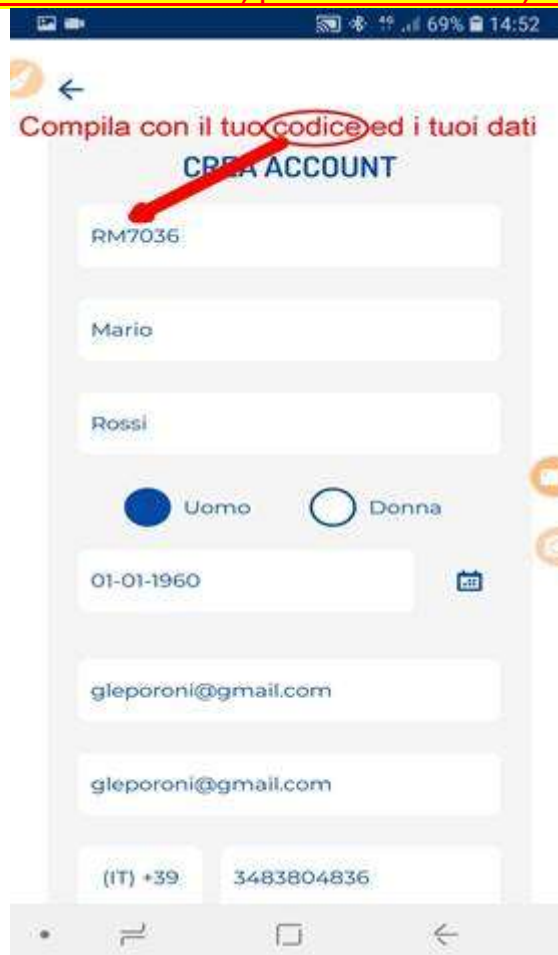 69% 14:52
Compila con il tuo codice ed i tuoi dati
CREA ACCOUNT
RM7036
Mario
Rossi
Uomo Donna
01-01-1960
gleporoni@gmail.com
gleporoni@gmail.com
(IT) +39 3483804836